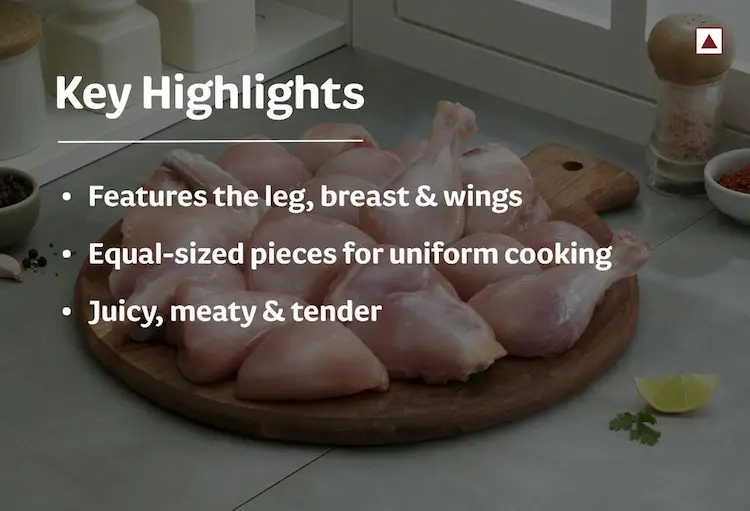 Key Highlights
• Features the leg, breast & wings
• Equal-sized pieces for uniform cooking
• Juicy, meaty & tender